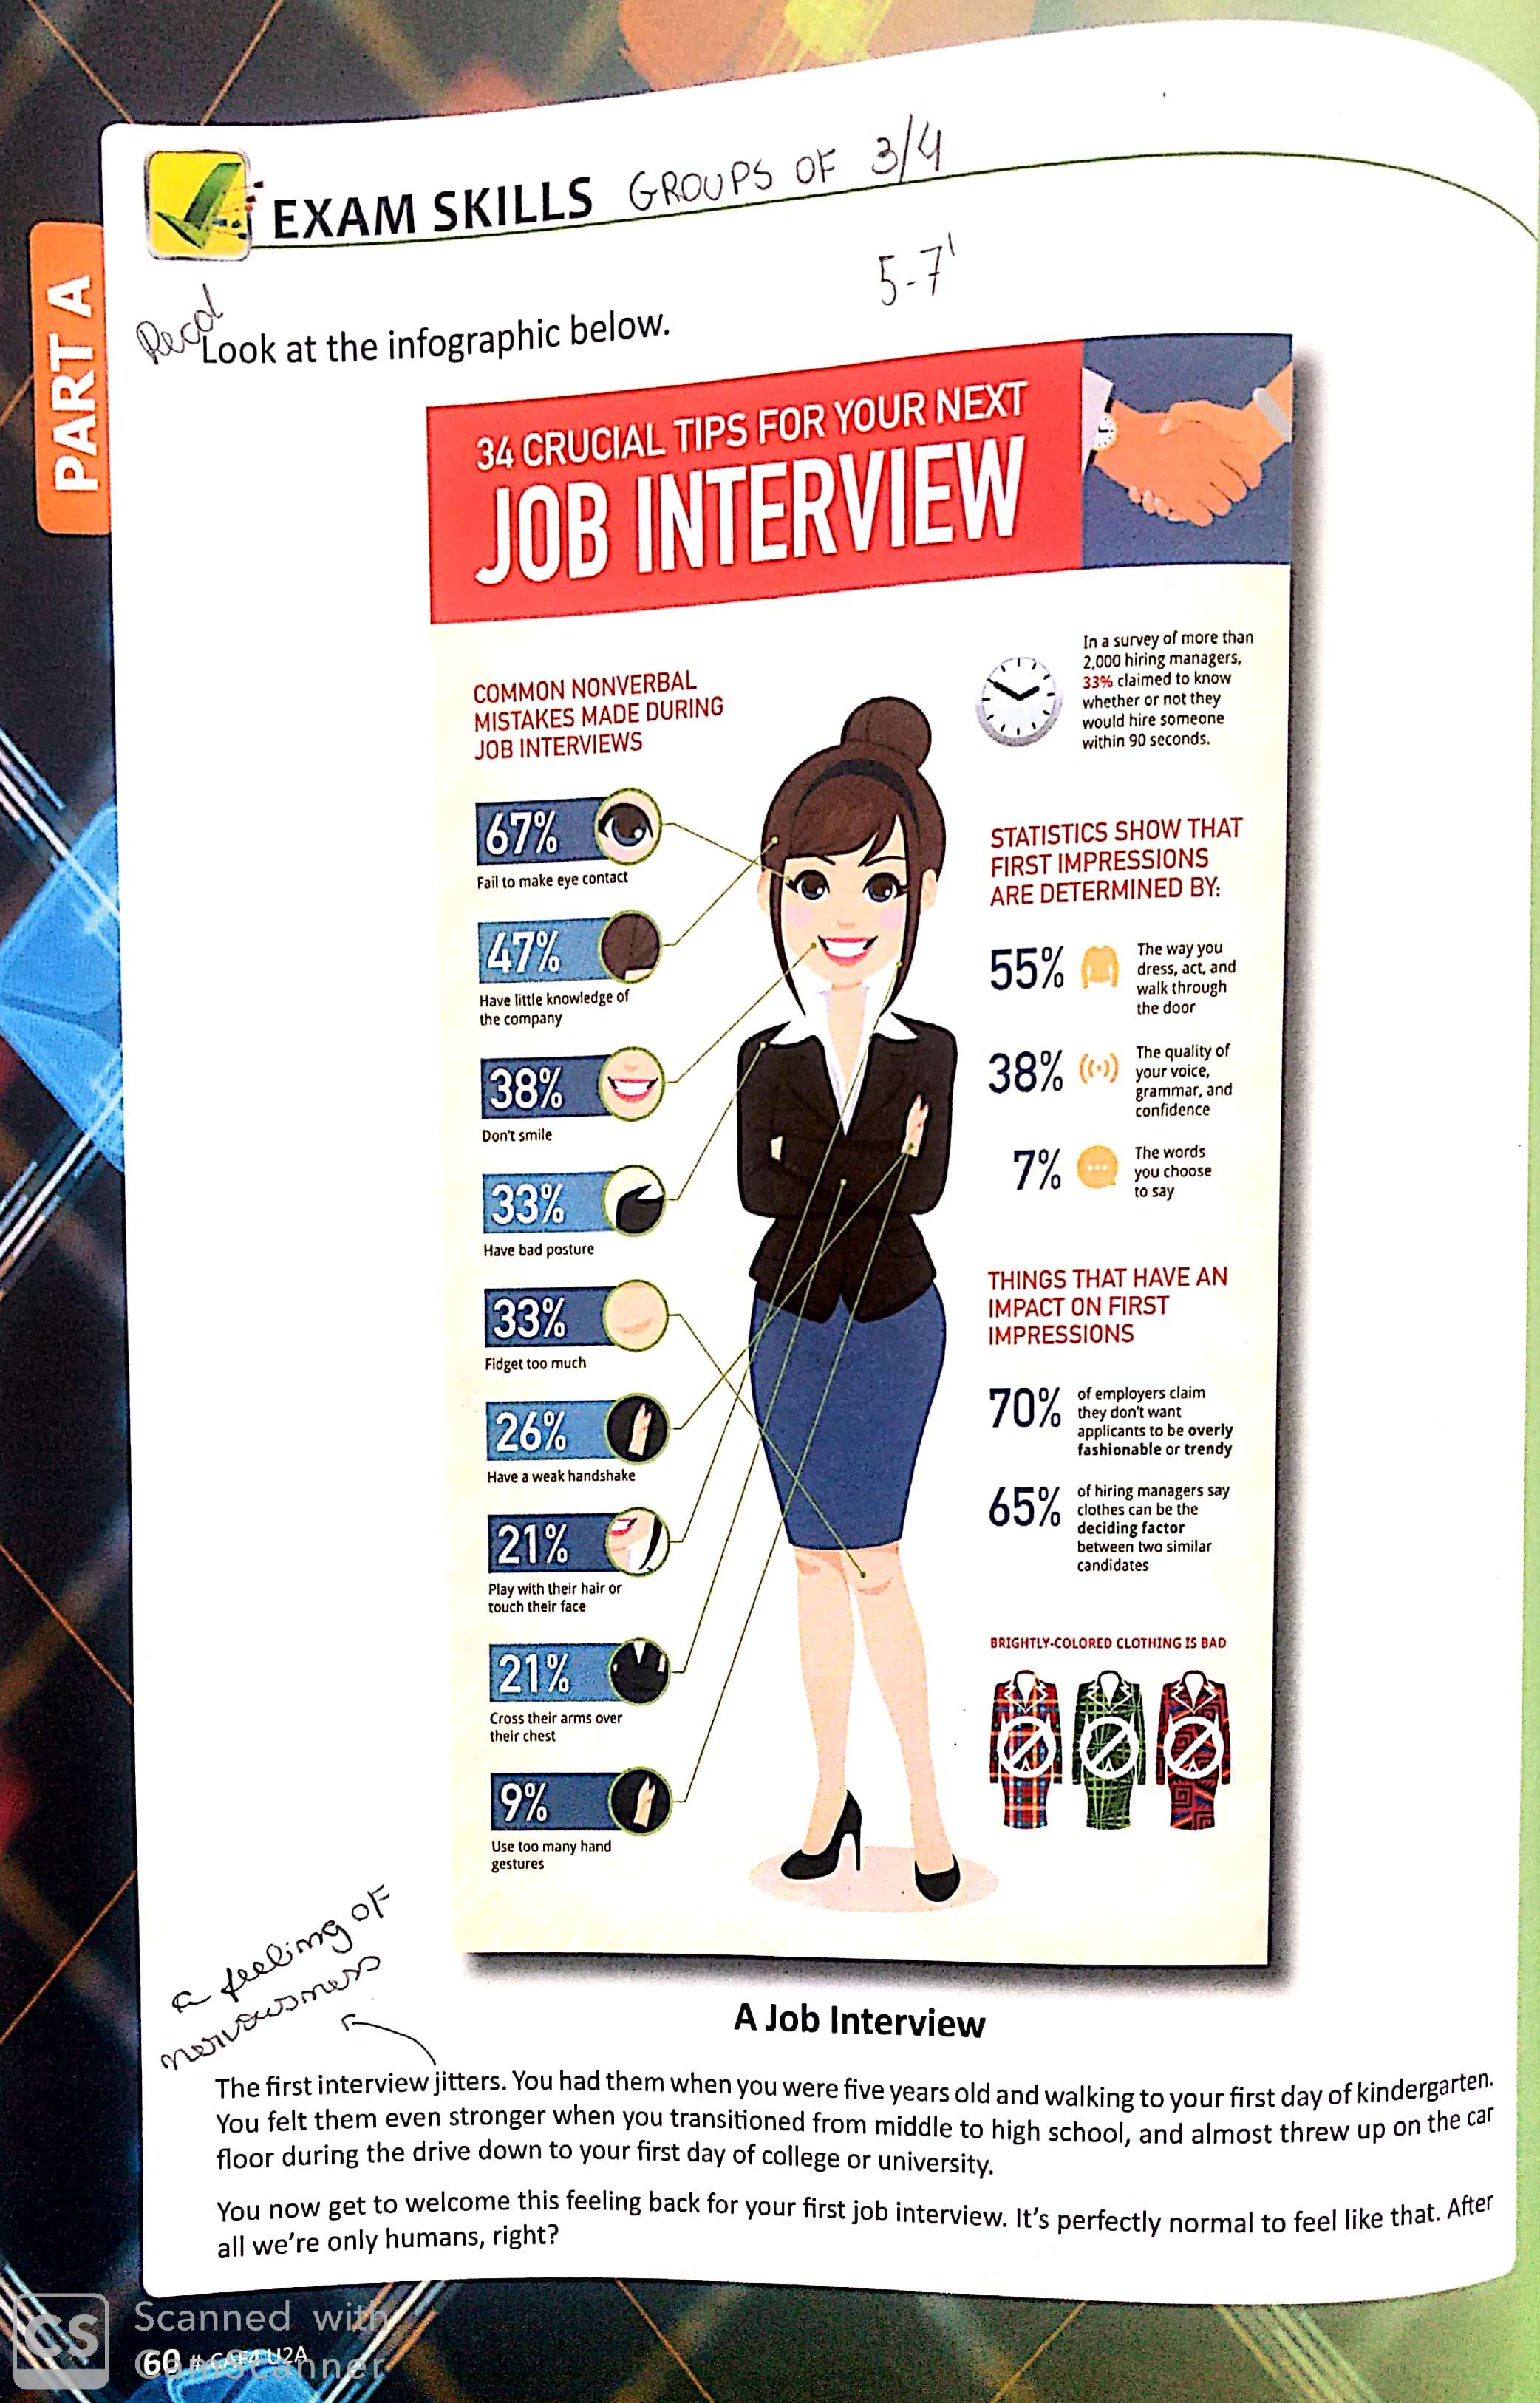 PART A
EXAM SKILLS GROUPS OF 3/4
5-7'
Read
Look at the infographic below.
34 CRUCIAL TIPS FOR YOUR NEXT
JOB INTERVIEW
COMMON NONVERBAL
MISTAKES MADE DURING
JOB INTERVIEWS
67%
Fail to make eye contact
47%
Have little knowledge of
the company
38%
Don't smile
33%
Have bad posture
33%
Fidget too much
26%
Have a weak handshake
21%
Play with their hair or
touch their face
21%
Cross their arms over
their chest
9%
Use too many hand
gestures
In a survey of more than
2,000 hiring managers,
33% claimed to know
whether or not they
would hire someone
within 90 seconds.
STATISTICS SHOW THAT
FIRST IMPRESSIONS
ARE DETERMINED BY:
55%
The way you
dress, act, and
walk through
the door
38%
The quality of
your voice,
grammar, and
confidence
7%
The words
you choose
to say
THINGS THAT HAVE AN
IMPACT ON FIRST
IMPRESSIONS
70%
of employers claim
they don't want
applicants to be overly
fashionable or trendy
65%
of hiring managers say
clothes can be the
deciding factor
between two similar
candidates
BRIGHTLY-COLORED CLOTHING IS BAD
a feeling of
nervousness
A Job Interview
The first interview jitters. You had them when you were five years old and walking to your first day of kindergarten.
You felt them even stronger when you transitioned from middle to high school, and almost threw up on the car
floor during the drive down to your first day of college or university.
You now get to welcome this feeling back for your first job interview. It's perfectly normal to feel like that. After
all we're only humans, right?
CS
Scanned with
CamScanner
60 # CAE4 U2A